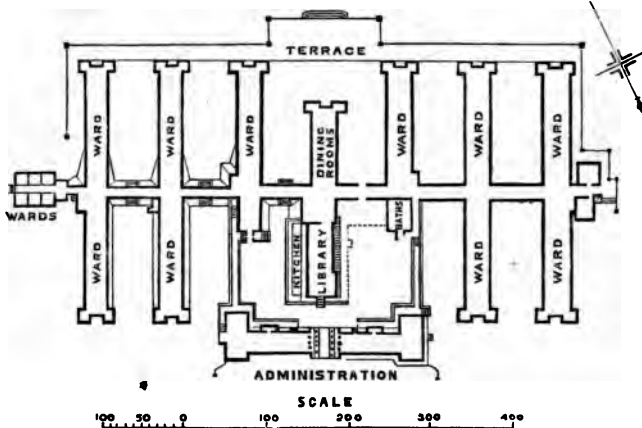 TERRACE
WARD
WARD
WARD
DINING
ROOMS
WARD
WARD
WARD
WARDS
WARD
WARD
KITCHEN
LIBRARY
BATHS
WARD
WARD
ADMINISTRATION
SCALE
100 50 0 100 200 300 400